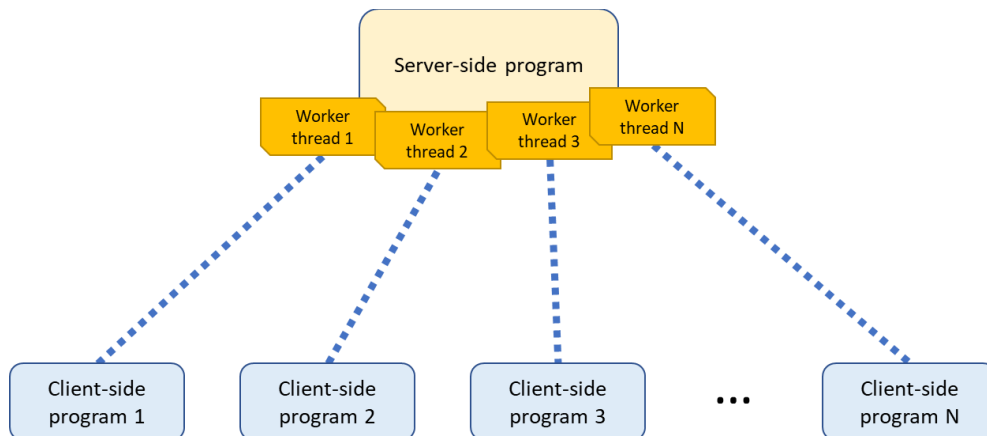 Server-side program
Worker
thread 1
Worker
thread 2
Worker
thread 3
Worker
thread N
Client-side
program 1
Client-side
program 2
Client-side
program 3
...
Client-side
program N